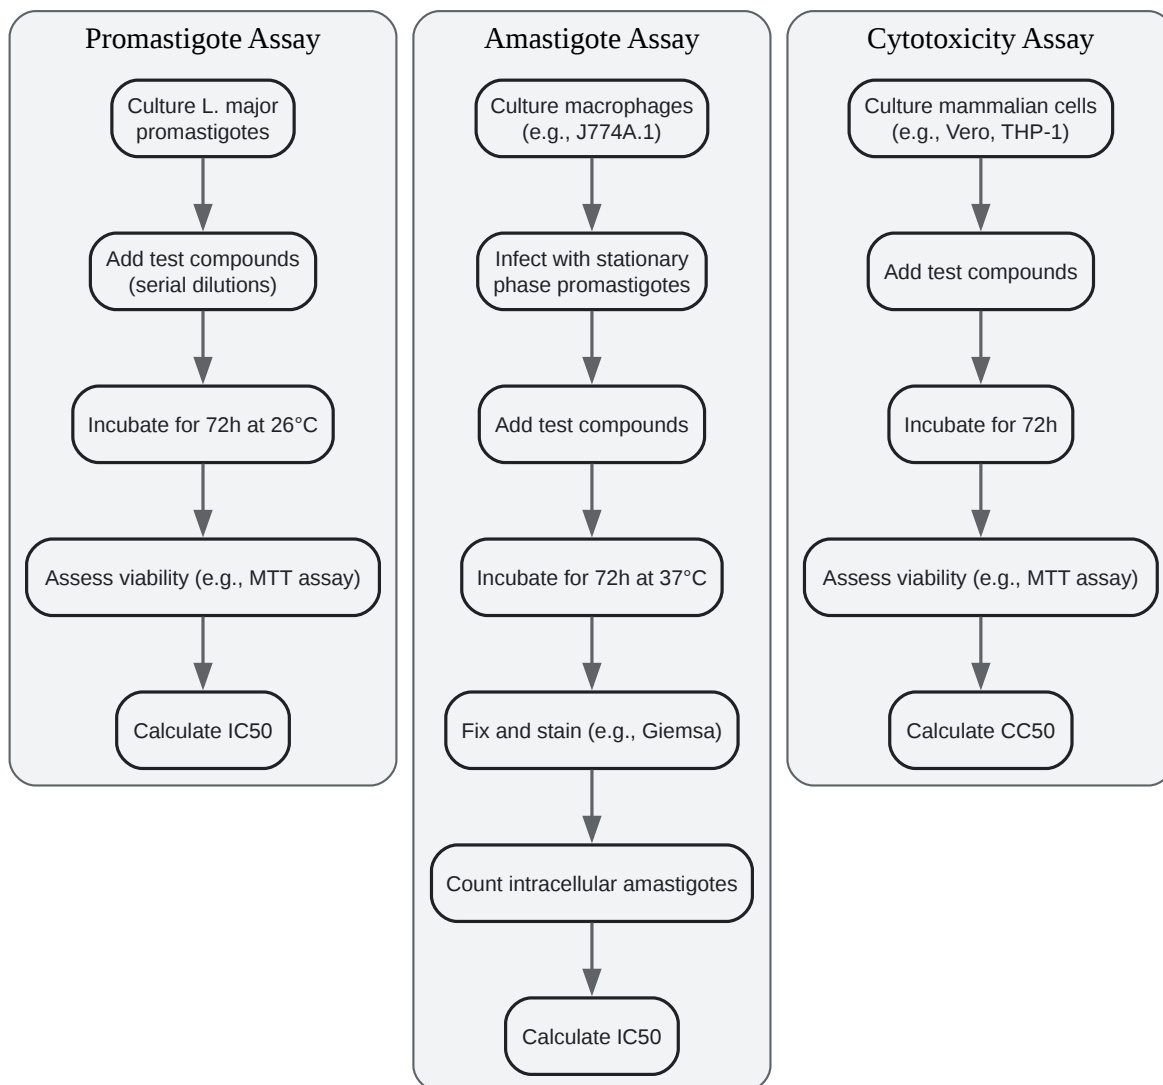 Promastigote Assay
Culture L. major
promastigotes
Add test compounds
(serial dilutions)
Incubate for 72h at 26°C
Assess viability (e.g., MTT assay)
Calculate IC50
Amastigote Assay
Culture macrophages
(e.g., J774A.1)
Infect with stationary
phase promastigotes
Add test compounds
Incubate for 72h at 37°C
Fix and stain (e.g., Giemsa)
Count intracellular amastigotes
Calculate IC50
Cytotoxicity Assay
Culture mammalian cells
(e.g., Vero, THP-1)
Add test compounds
Incubate for 72h
Assess viability (e.g., MTT assay)
Calculate CC50